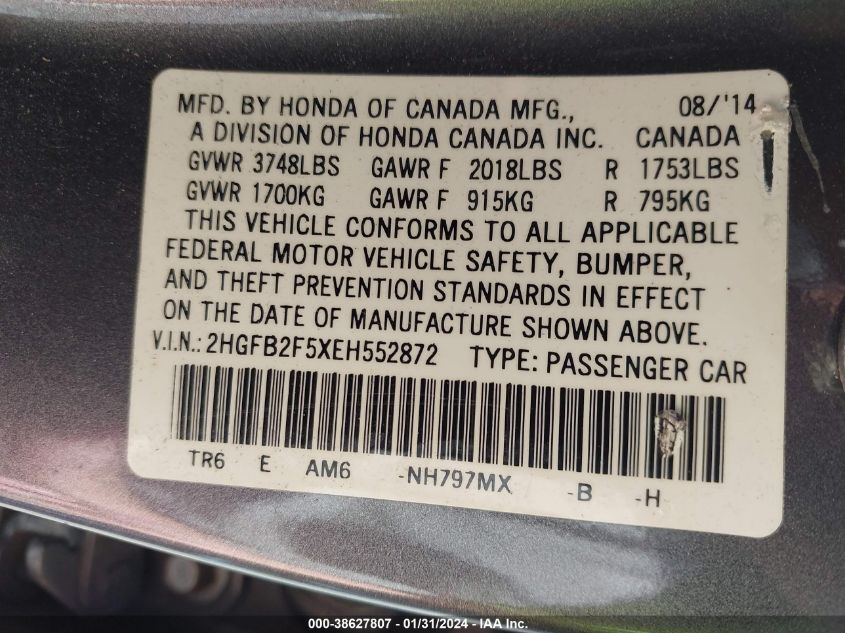 MFD. BY HONDA OF CANADA MFG., 08/'14
A DIVISION OF HONDA CANADA INC. CANADA
GVWR 3748LBS GAWR F 2018LBS R 1753LBS
GVWR 1700KG GAWR F 915KG R 795KG
THIS VEHICLE CONFORMS TO ALL APPLICABLE
FEDERAL MOTOR VEHICLE SAFETY, BUMPER,
AND THEFT PREVENTION STANDARDS IN EFFECT
ON THE DATE OF MANUFACTURE SHOWN ABOVE.
V.I.N.: 2HGFB2F5XEH552872 TYPE: PASSENGER CAR
TR6 E AM6 -NH797MX -B -H
000-38627807 - 01/31/2024 - IAA Inc.